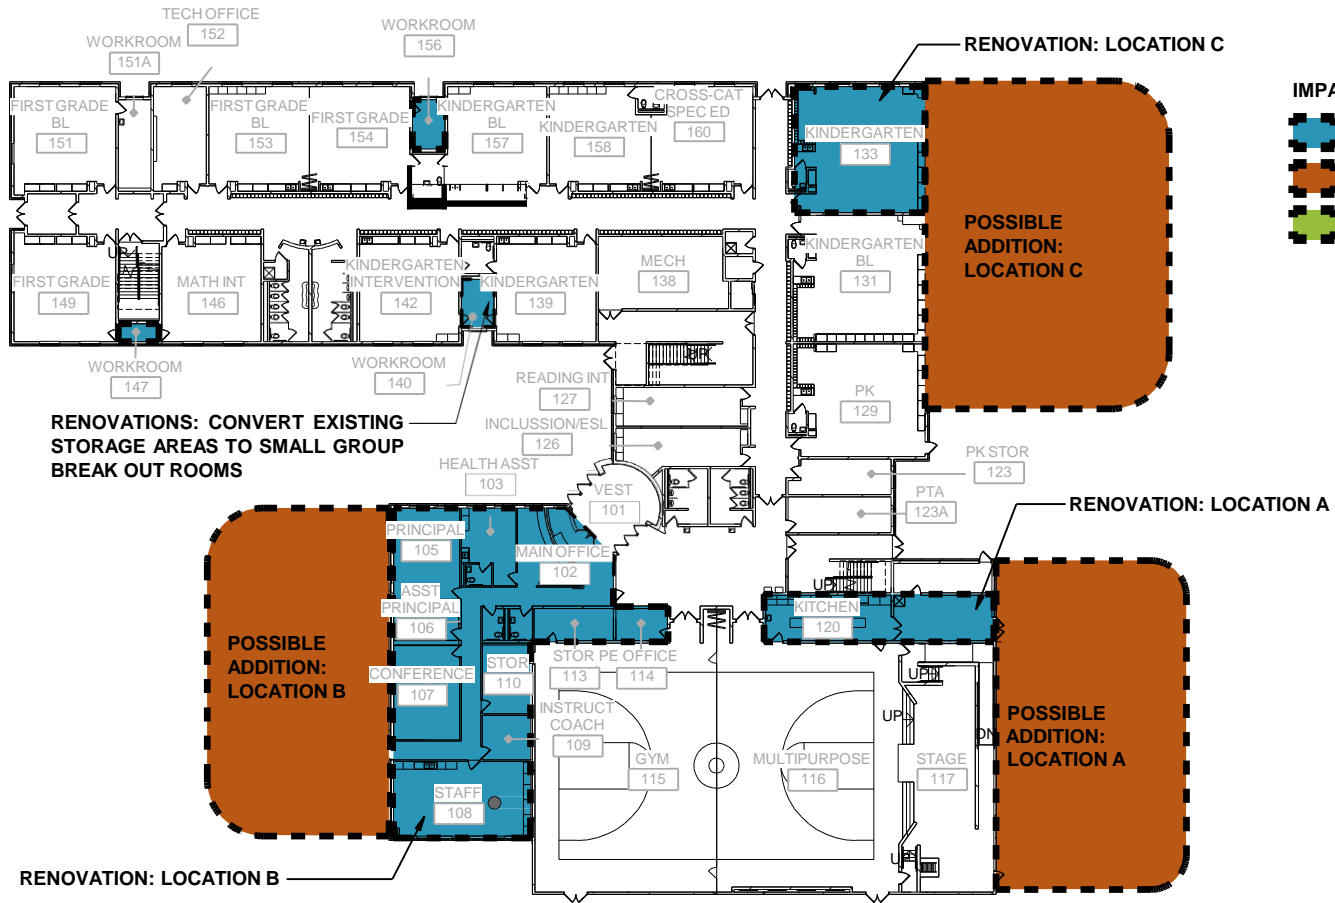 TECH OFFICE
152
WORKROOM
151A
WORKROOM
156
RENOVATION: LOCATION C
IMPA
FIRST GRADE
BL
151
FIRST GRADE
BL
153
FIRST GRADE
154
KINDERGARTEN
BL
157
KINDERGARTEN
158
CROSS-CAT
SPEC ED
160
KINDERGARTEN
133
POSSIBLE
ADDITION:
LOCATION C
UP
FIRST GRADE
149
MATH INT
146
KINDERGARTEN
INTERVENTION
142
KINDERGARTEN
139
MECH
138
KINDERGARTEN
BL
131
WORKROOM
147
WORKROOM
140
UP
READING INT
127
PK
129
RENOVATIONS: CONVERT EXISTING
STORAGE AREAS TO SMALL GROUP
BREAK OUT ROOMS
INCLUSSION/ESL
126
HEALTH ASST
103
PK STOR
123
VEST
101
PTA
123A
RENOVATION: LOCATION A
PRINCIPAL
105
MAIN OFFICE
102
ASST
PRINCIPAL
106
UP
KITCHEN
120
POSSIBLE
ADDITION:
LOCATION B
CONFERENCE
107
STOR
110
STOR
113
PE OFFICE
114
INSTRUCT
COACH
109
UP
UP
DN
POSSIBLE
ADDITION:
LOCATION A
GYM
115
MULTIPURPOSE
116
STAGE
117
STAFF
108
UP
RENOVATION: LOCATION B